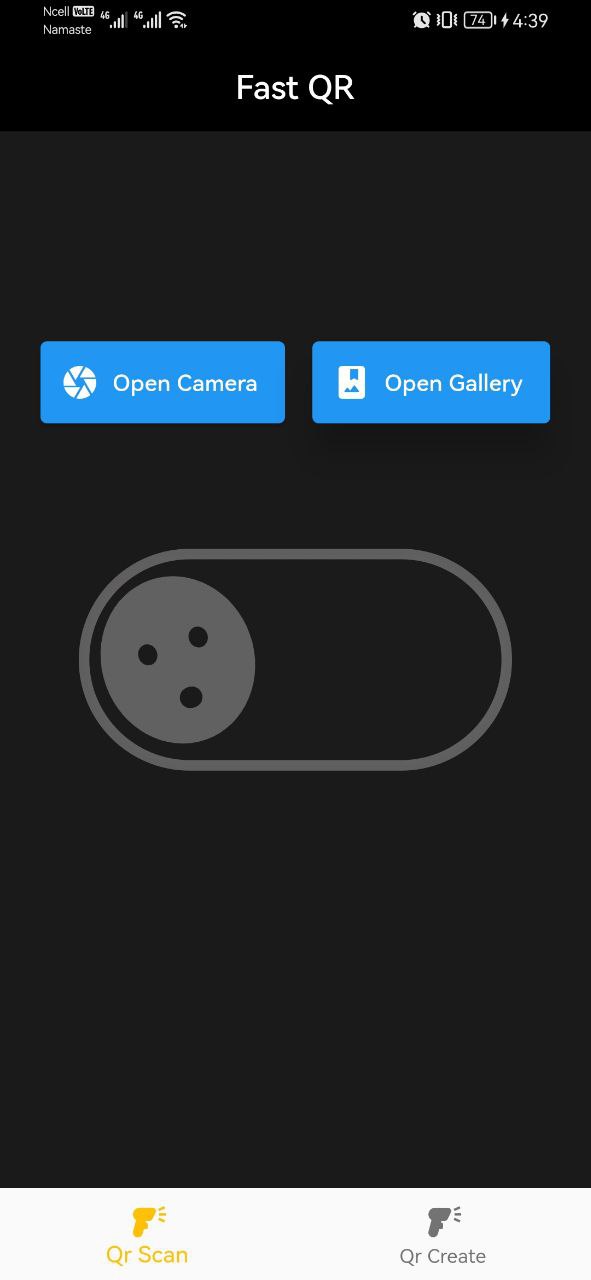 Ncell VoLTE 4G 4G 74 4:39
Namaste
Fast QR
Open Camera Open Gallery
Qr Scan Qr Create